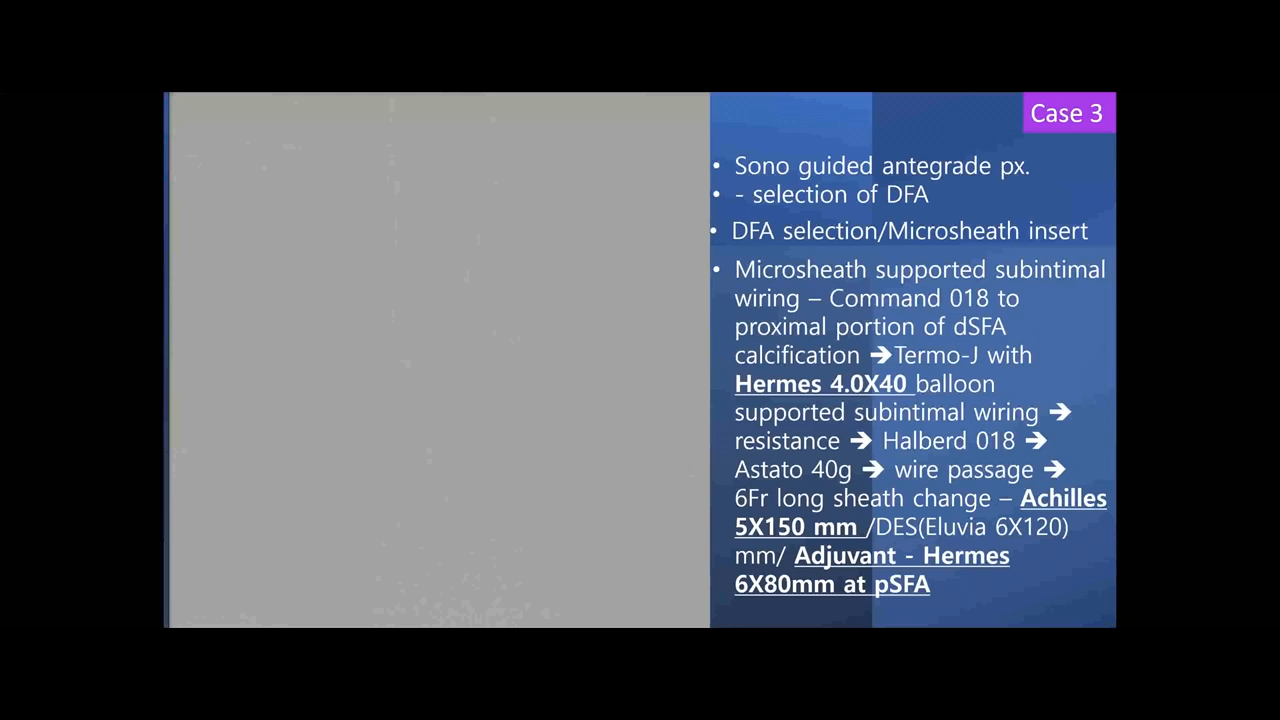 Case 3
• Sono guided antegrade px.
• - selection of DFA
• DFA selection/Microsheath insert
• Microsheath supported subintimal
wiring – Command 018 to
proximal portion of dSFA
calcification ➔Termo-J with
Hermes 4.0X40 balloon
supported subintimal wiring ➔
resistance ➔ Halberd 018 ➔
Astato 40g ➔ wire passage ➔
6Fr long sheath change – Achilles
5X150 mm /DES(Eluvia 6X120)
mm/ Adjuvant - Hermes
6X80mm at pSFA